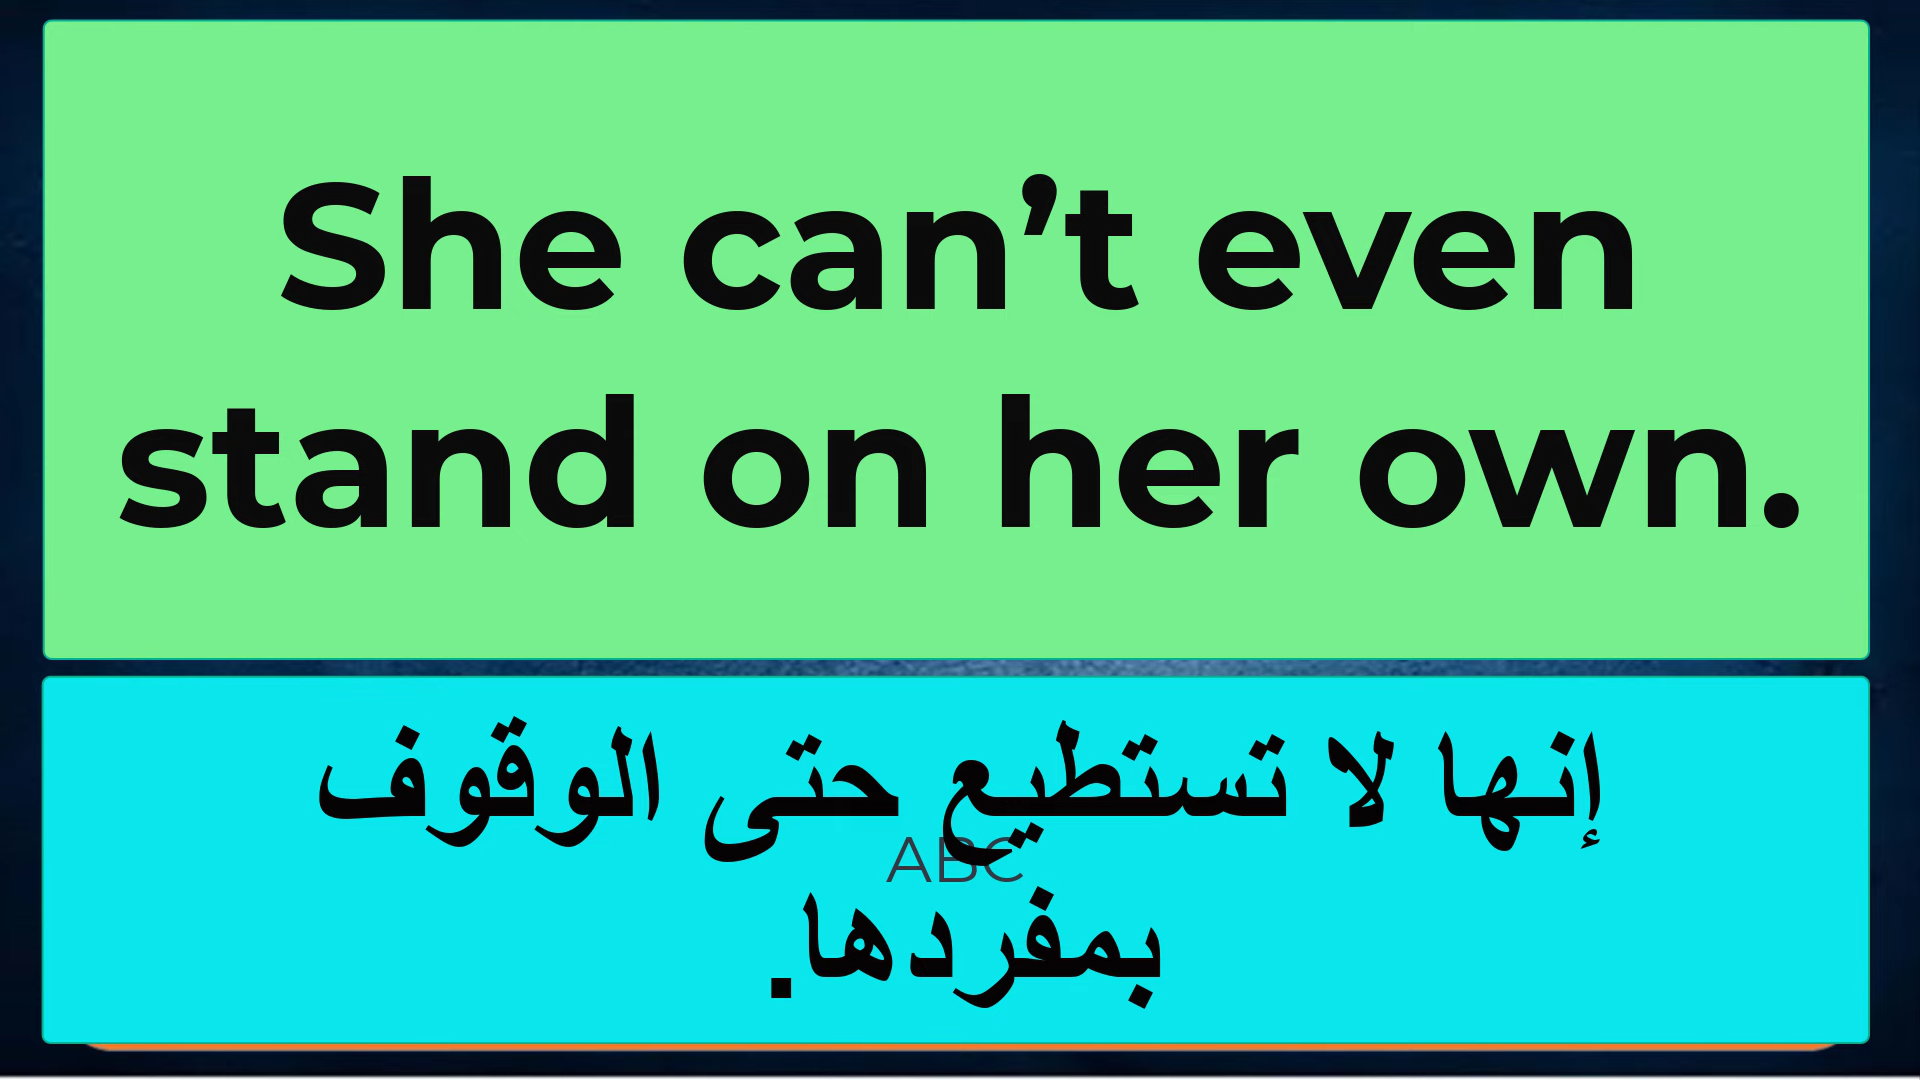 She can’t even
stand on her own.
إنها لا تستطيع حتى الوقوف
ABC
بمفردها.